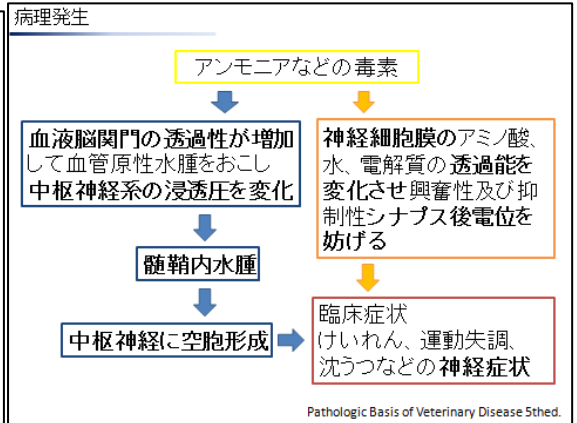 病理発生
アンモニアなどの毒素
血液脳関門の透過性が増加
して血管原性水腫をおこし
中枢神経系の浸透圧を変化
神経細胞膜のアミノ酸、
水、電解質の透過能を
変化させ興奮性及び抑
制性シナプス後電位を
妨げる
髄鞘内水腫
中枢神経に空胞形成
臨床症状
けいれん、運動失調、
沈うつなどの神経症状
Pathologic Basis of Veterinary Disease 5thed.